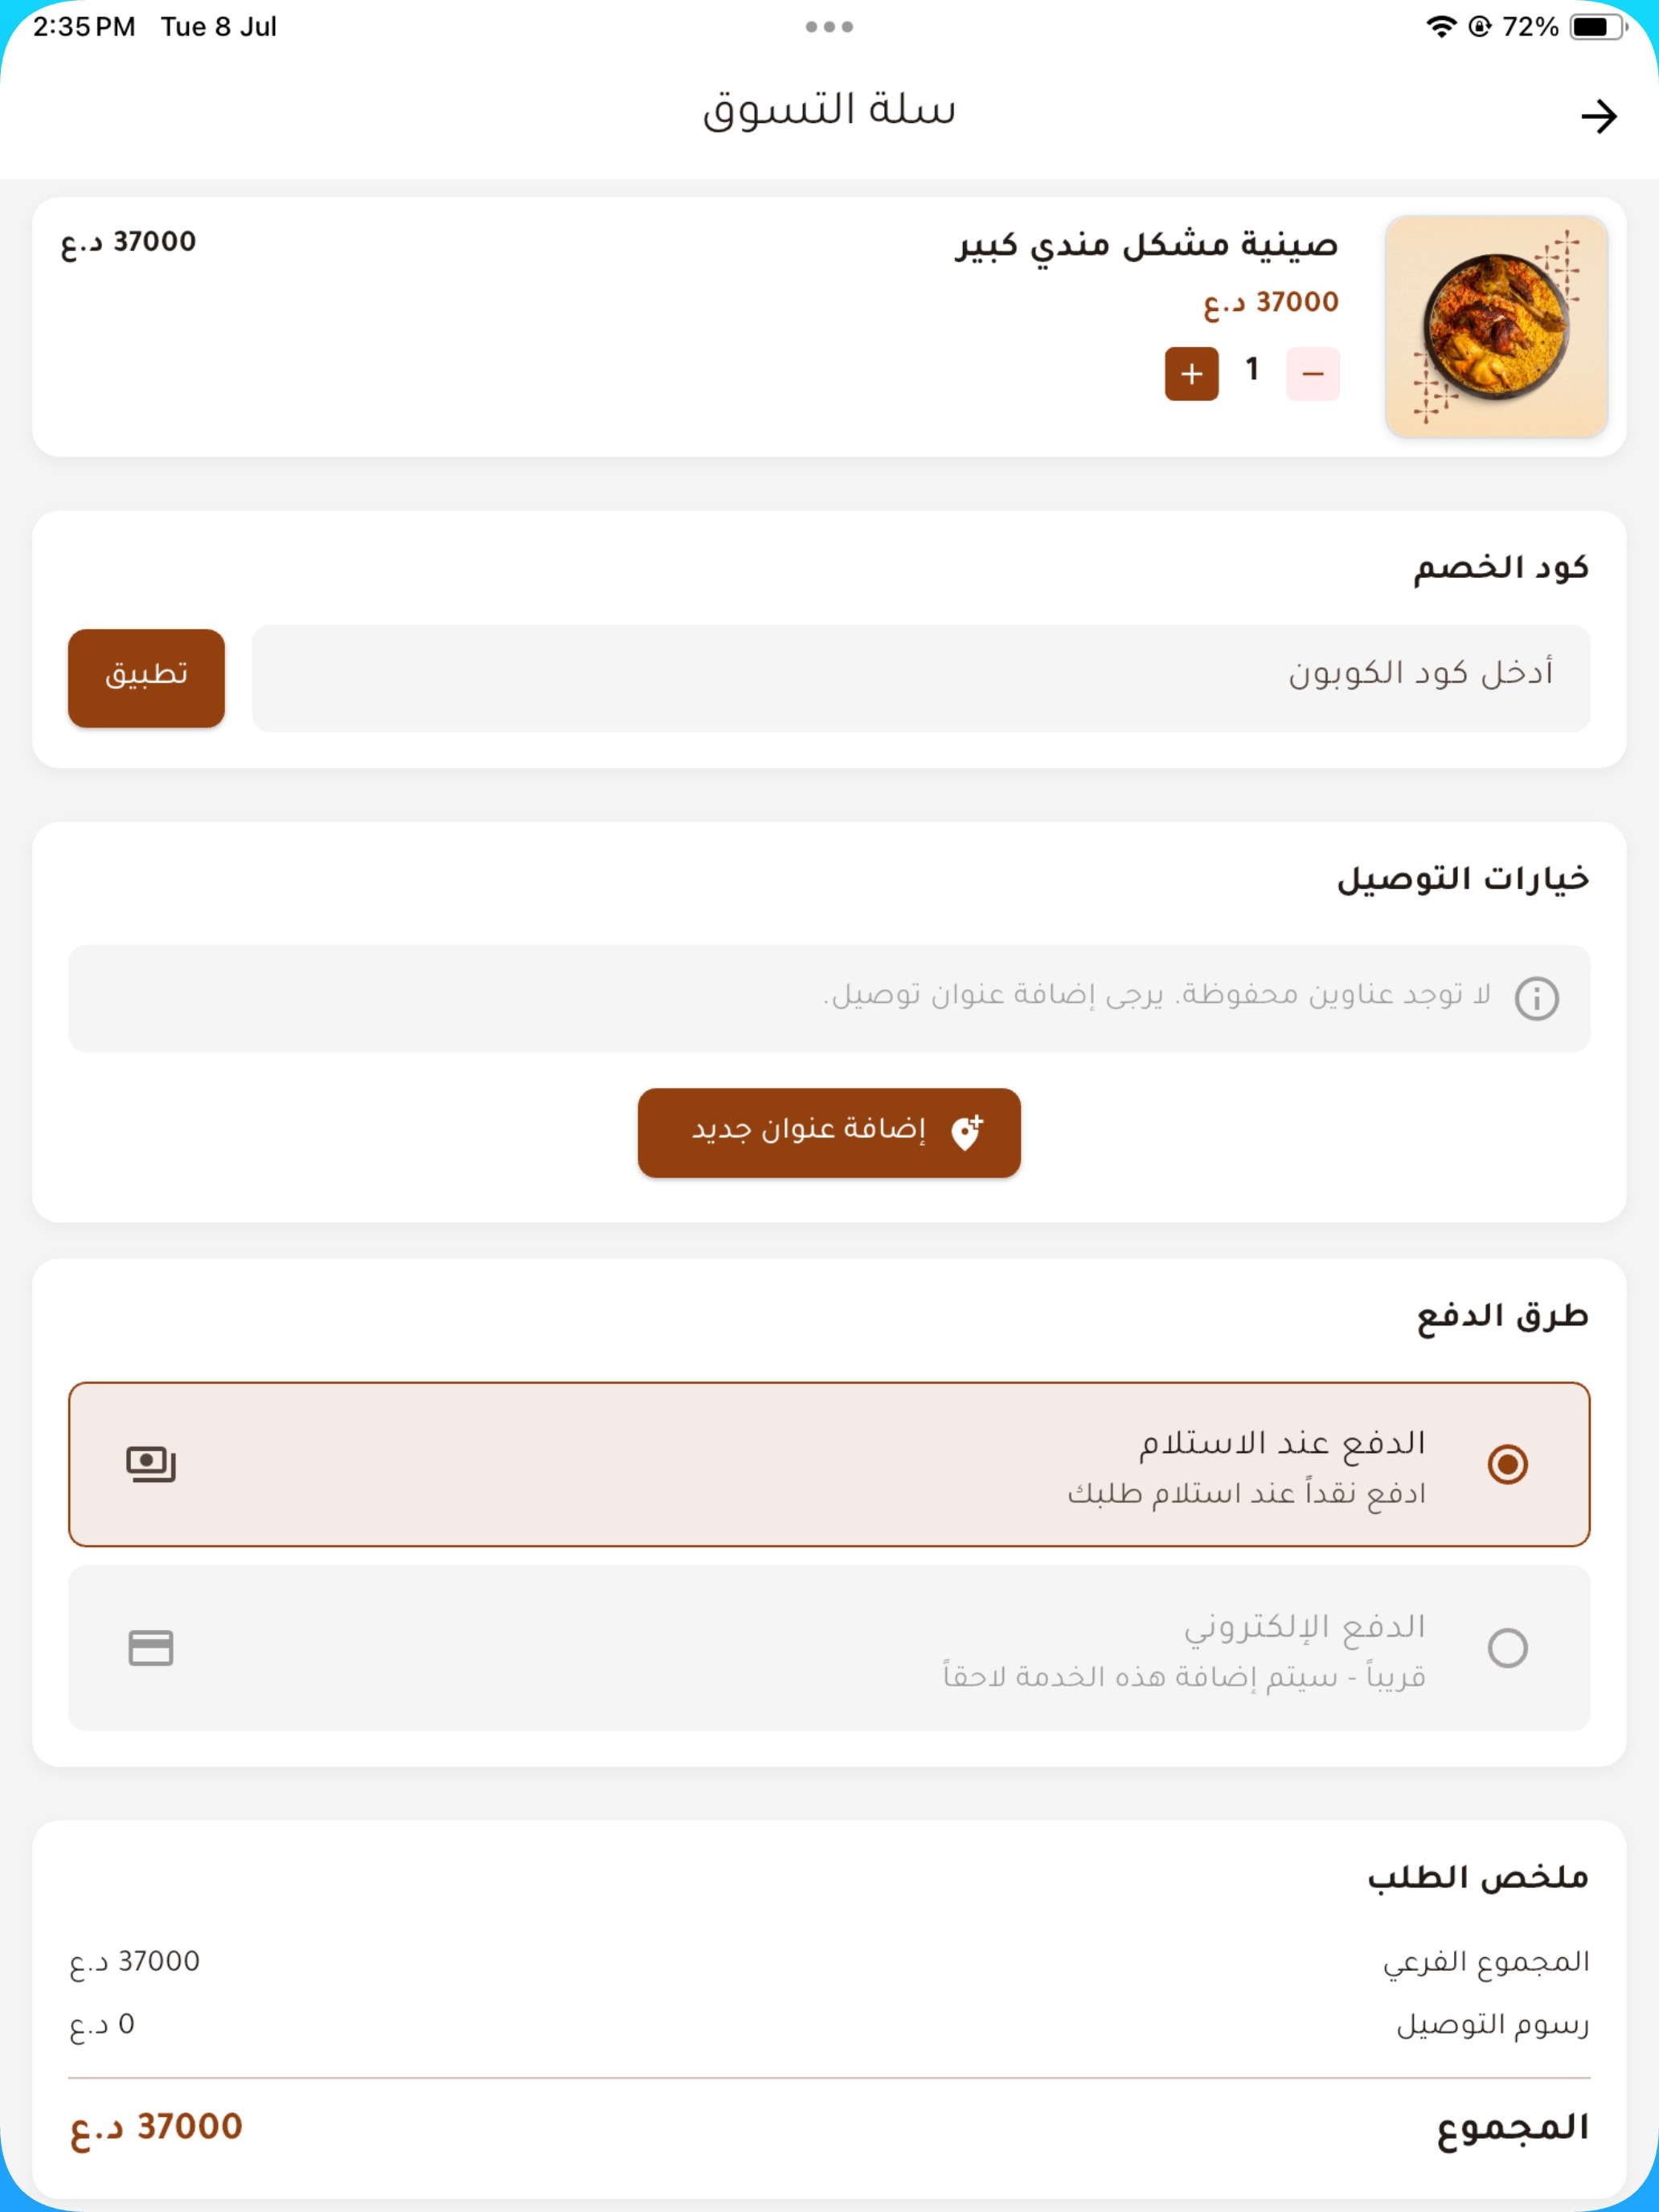 2:35 PM Tue 8 Jul
72%
سلة التسوق
صينية مشكل مندي كبير
37000 د.ع
37000 د.ع
1
كود الخصم
أدخل كود الكوبون
تطبيق
خيارات التوصيل
لا توجد عناوين محفوظة. يرجى إضافة عنوان توصيل.
إضافة عنوان جديد
طرق الدفع
الدفع عند الاستلام
ادفع نقداً عند استلام طلبك
الدفع الإلكتروني
قريباً - سيتم إضافة هذه الخدمة لاحقاً
ملخص الطلب
المجموع الفرعي 37000 د.ع
رسوم التوصيل 0 د.ع
المجموع 37000 د.ع